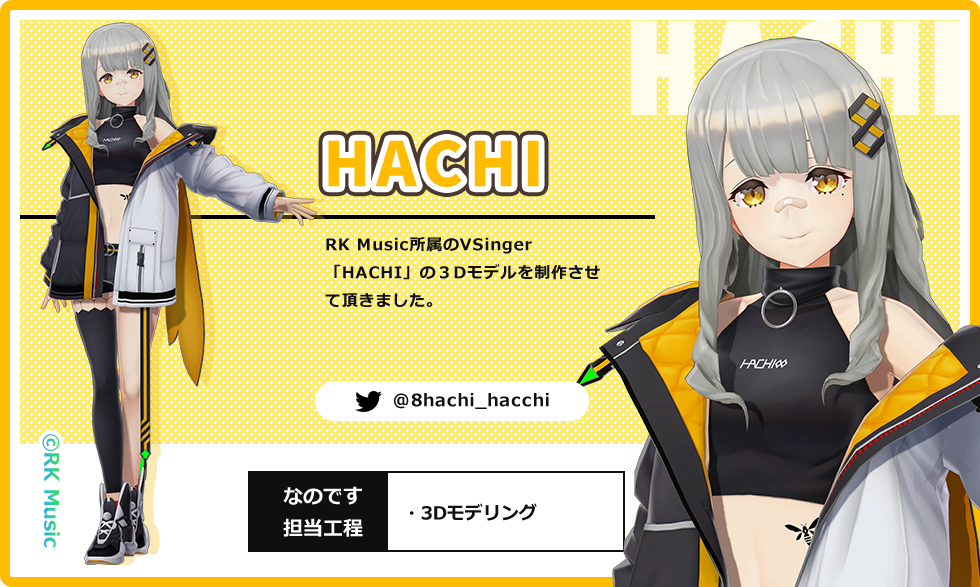 HACHI
HACHI
RK Music所属のVSinger
「HACHI」の３Dモデルを制作させ
て頂きました。
@8hachi_hacchi
©RK Music
なのです
担当工程
・3Dモデリング
HACHI